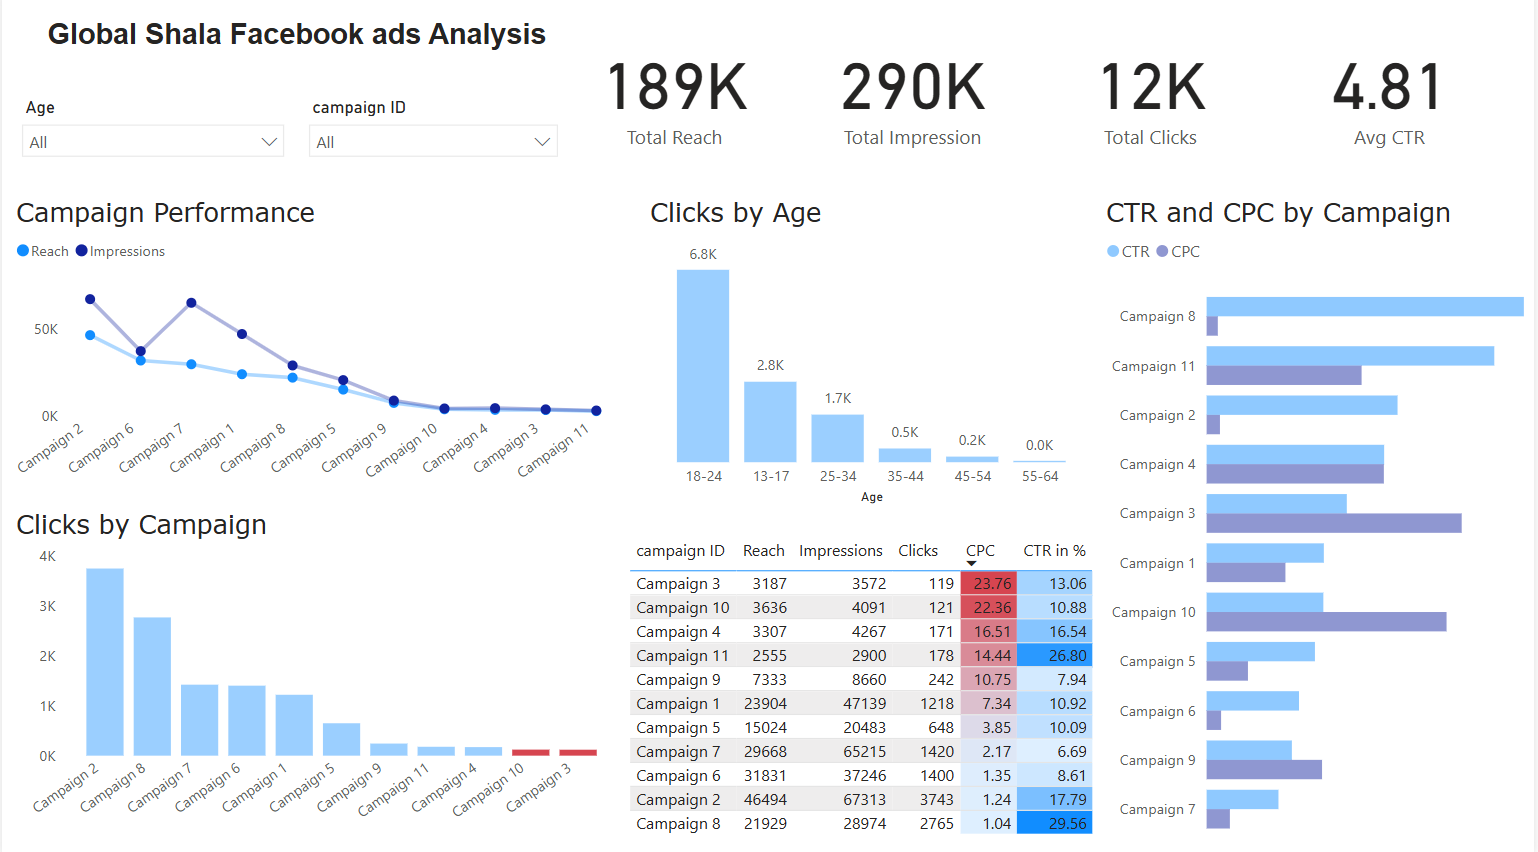 Global Shala Facebook ads Analysis
Age
All
campaign ID
All
189K
Total Reach
290K
Total Impression
12K
Total Clicks
4.81
Avg CTR
Campaign Performance
Reach Impressions
50K
0K
Campaign 2
Campaign 6
Campaign 7
Campaign 1
Campaign 8
Campaign 5
Campaign 9
Campaign 10
Campaign 4
Campaign 3
Campaign 11
Clicks by Campaign
4K
3K
2K
1K
0K
Campaign 2
Campaign 8
Campaign 7
Campaign 6
Campaign 1
Campaign 5
Campaign 9
Campaign 11
Campaign 4
Campaign 10
Campaign 3
Clicks by Age
6.8K
2.8K
1.7K
0.5K
0.2K
0.0K
18-24 13-17 25-34 35-44 45-54 55-64
Age
campaign ID Reach Impressions Clicks CPC CTR in %
Campaign 3 3187 3572 119 23.76 13.06
Campaign 10 3636 4091 121 22.36 10.88
Campaign 4 3307 4267 171 16.51 16.54
Campaign 11 2555 2900 178 14.44 26.80
Campaign 9 7333 8660 242 10.75 7.94
Campaign 1 23904 47139 1218 7.34 10.92
Campaign 5 15024 20483 648 3.85 10.09
Campaign 7 29668 65215 1420 2.17 6.69
Campaign 6 31831 37246 1400 1.35 8.61
Campaign 2 46494 67313 3743 1.24 17.79
Campaign 8 21929 28974 2765 1.04 29.56
CTR and CPC by Campaign
CTR CPC
Campaign 8
Campaign 11
Campaign 2
Campaign 4
Campaign 3
Campaign 1
Campaign 10
Campaign 5
Campaign 6
Campaign 9
Campaign 7